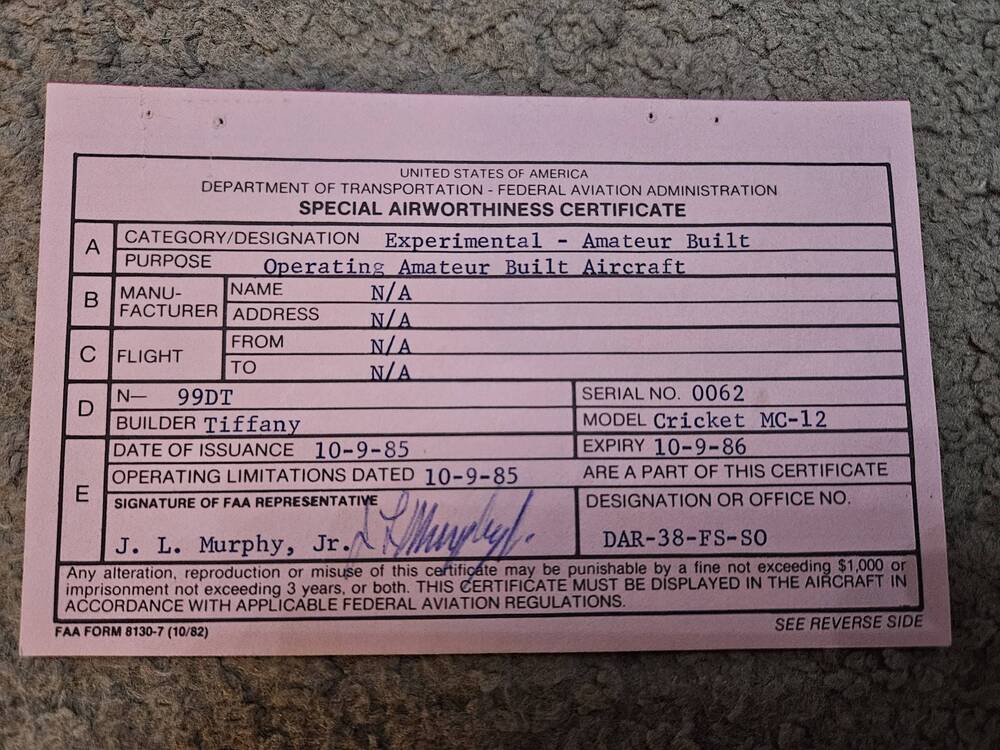 UNITED STATES OF AMERICA
DEPARTMENT OF TRANSPORTATION - FEDERAL AVIATION ADMINISTRATION
SPECIAL AIRWORTHINESS CERTIFICATE
A CATEGORY/DESIGNATION Experimental - Amateur Built
PURPOSE Operating Amateur Built Aircraft
B MANU-FACTURER NAME N/A
ADDRESS N/A
C FLIGHT FROM N/A
TO N/A
D N— 99DT SERIAL NO. 0062
BUILDER Tiffany MODEL Cricket MC-12
E DATE OF ISSUANCE 10-9-85 EXPIRY 10-9-86
OPERATING LIMITATIONS DATED 10-9-85 ARE A PART OF THIS CERTIFICATE
SIGNATURE OF FAA REPRESENTATIVE DESIGNATION OR OFFICE NO.
J. L. Murphy, Jr. J L Murphy Jr. DAR-38-FS-SO
Any alteration, reproduction or misuse of this certificate may be punishable by a fine not exceeding $1,000 or
imprisonment not exceeding 3 years, or both. THIS CERTIFICATE MUST BE DISPLAYED IN THE AIRCRAFT IN
ACCORDANCE WITH APPLICABLE FEDERAL AVIATION REGULATIONS.
FAA FORM 8130-7 (10/82) SEE REVERSE SIDE